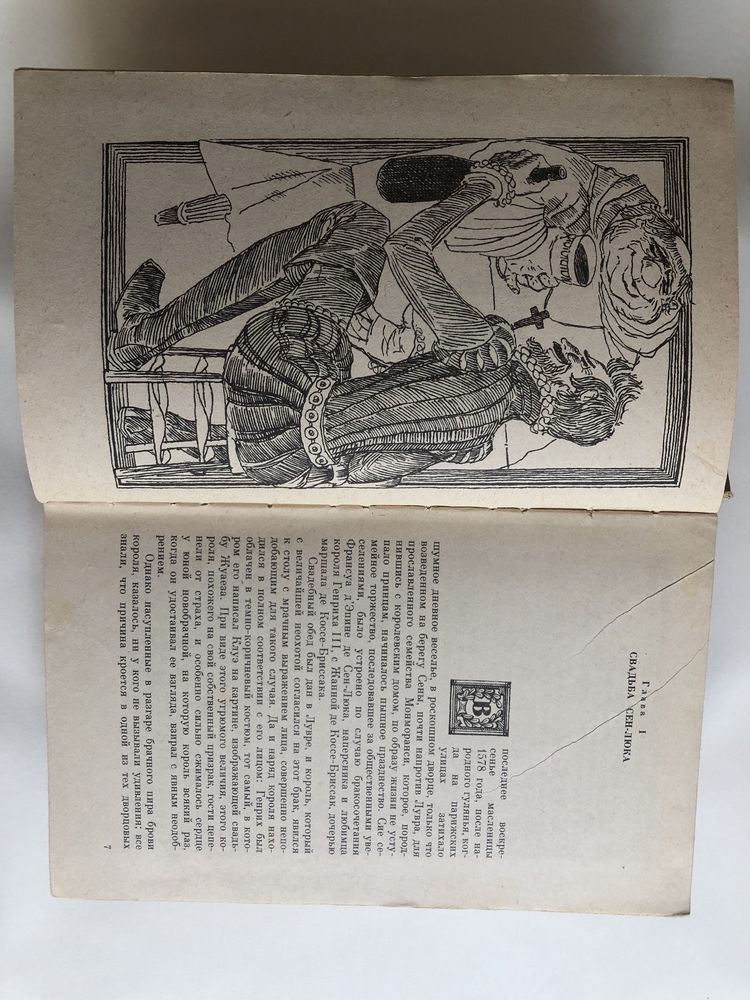 Глава I
СВАДЬБА СЕН-ЛЮКА
В последнее воскре-
сенье масленицы
1578 года, после на-
родного гулянья, ког-
да на парижских
улицах затихало
шумное дневное веселье, в роскошном дворце, только что
возведенном на берегу Сены, почти напротив Лувра, для
прославленного семейства Монморанси, которое, пород-
нившись с королевским домом, по образу жизни не усту-
пало принцам, начиналось пышное празднество. Сие се-
мейное торжество, последовавшее за общественными уве-
селениями, было устроено по случаю бракосочетания
Франсуа д'Эпине де Сен-Люка, наперсника и любимца
короля Генриха III, с Жанной де Коссе-Бриссак, дочерью
маршала де Коссе-Бриссака.
Свадебный обед был дан в Лувре, и король, который
с величайшей неохотой согласился на этот брак, явился
к столу с мрачным выражением лица, совершенно непо-
добающим для такого случая. Да и наряд короля нахо-
дился в полном соответствии с его лицом: Генрих был
облачен в темно-коричневый костюм, тот самый, в кото-
ром его написал Клуэ на картине, изображающей свадь-
бу Жуаеза. При виде этого угрюмого величия, этого ко-
роля, похожего на свой собственный призрак, гости цепе-
нели от страха, и особенно сильно сжималось сердце
у юной новобрачной, на которую король всякий раз,
когда он удостаивал ее взгляда, взирал с явным неодоб-
рением.
Однако насупленные в разгаре брачного пира брови
короля, казалось, ни у кого не вызывали удивления; все
знали, что причина кроется в одной из тех дворцовых
7